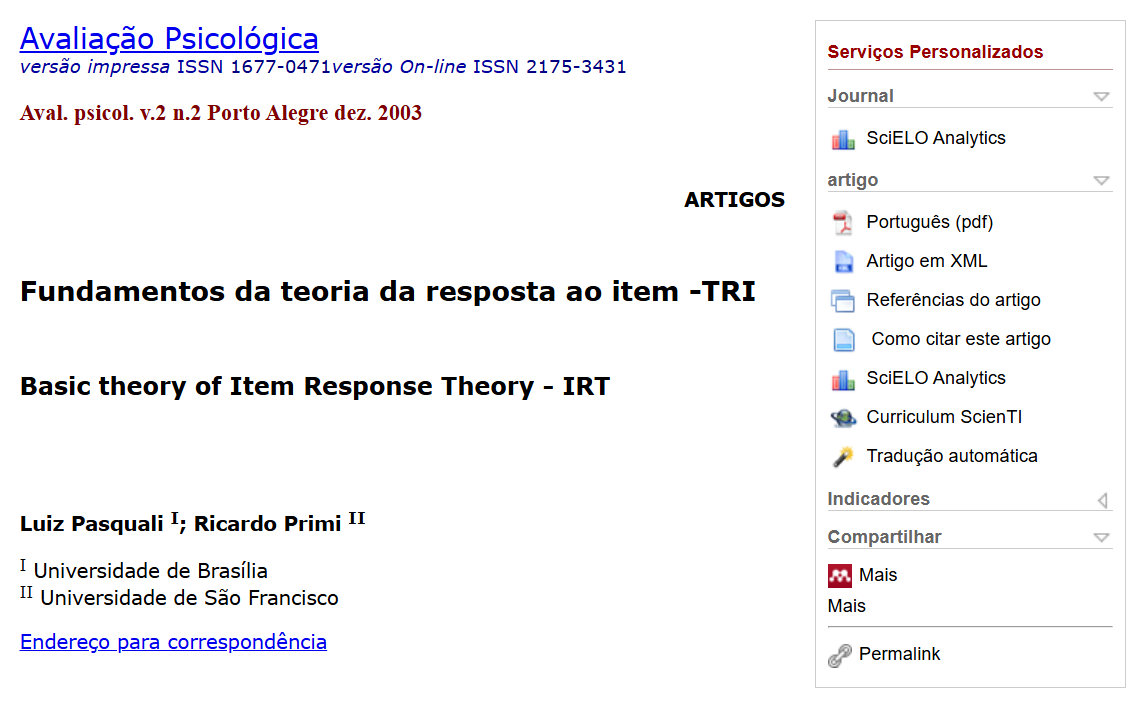 Avaliação Psicológica
versão impressa ISSN 1677-0471versão On-line ISSN 2175-3431
Aval. psicol. v.2 n.2 Porto Alegre dez. 2003
ARTIGOS
Fundamentos da teoria da resposta ao item -TRI
Basic theory of Item Response Theory - IRT
Luiz Pasquali I; Ricardo Primi II
I Universidade de Brasília
II Universidade de São Francisco
Endereço para correspondência
Serviços Personalizados
Journal
SciELO Analytics
artigo
Português (pdf)
Artigo em XML
Referências do artigo
Como citar este artigo
SciELO Analytics
Curriculum ScienTI
Tradução automática
Indicadores
Compartilhar
Mais
Mais
Permalink